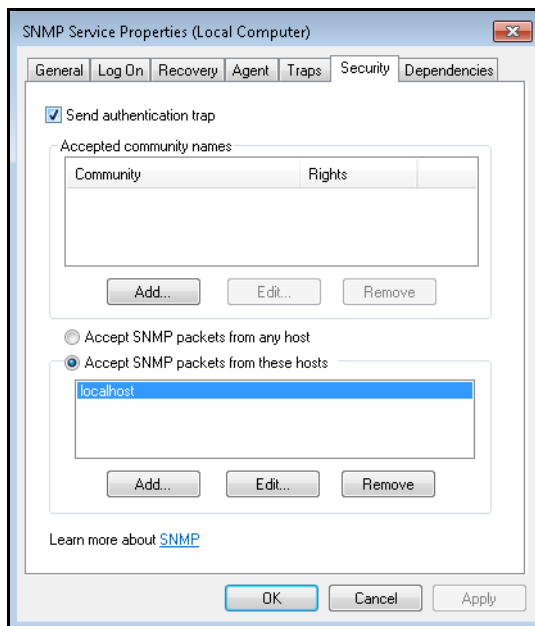 SNMP Service Properties (Local Computer)
General Log On Recovery Agent Traps Security Dependencies
Send authentication trap
Accepted community names
Community Rights
Add... Edit... Remove
Accept SNMP packets from any host
Accept SNMP packets from these hosts
localhost
Add... Edit... Remove
Learn more about SNMP
OK Cancel Apply